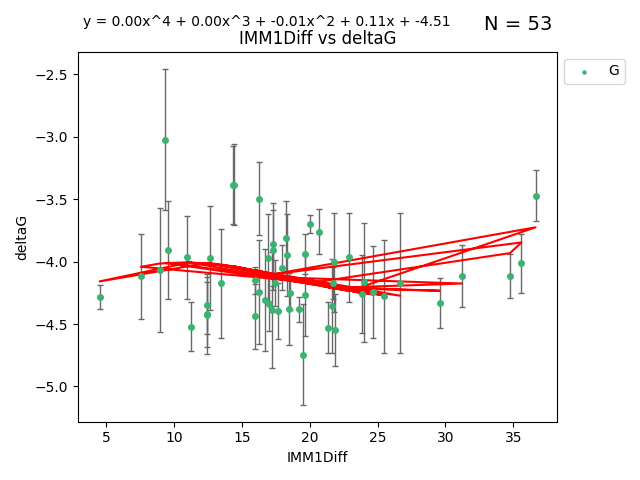 y = 0.00x^4 + 0.00x^3 + -0.01x^2 + 0.11x + -4.51
N = 53
IMM1Diff vs deltaG
G
deltaG
−2.5
−3.0
−3.5
−4.0
−4.5
−5.0
5 10 15 20 25 30 35
IMM1Diff